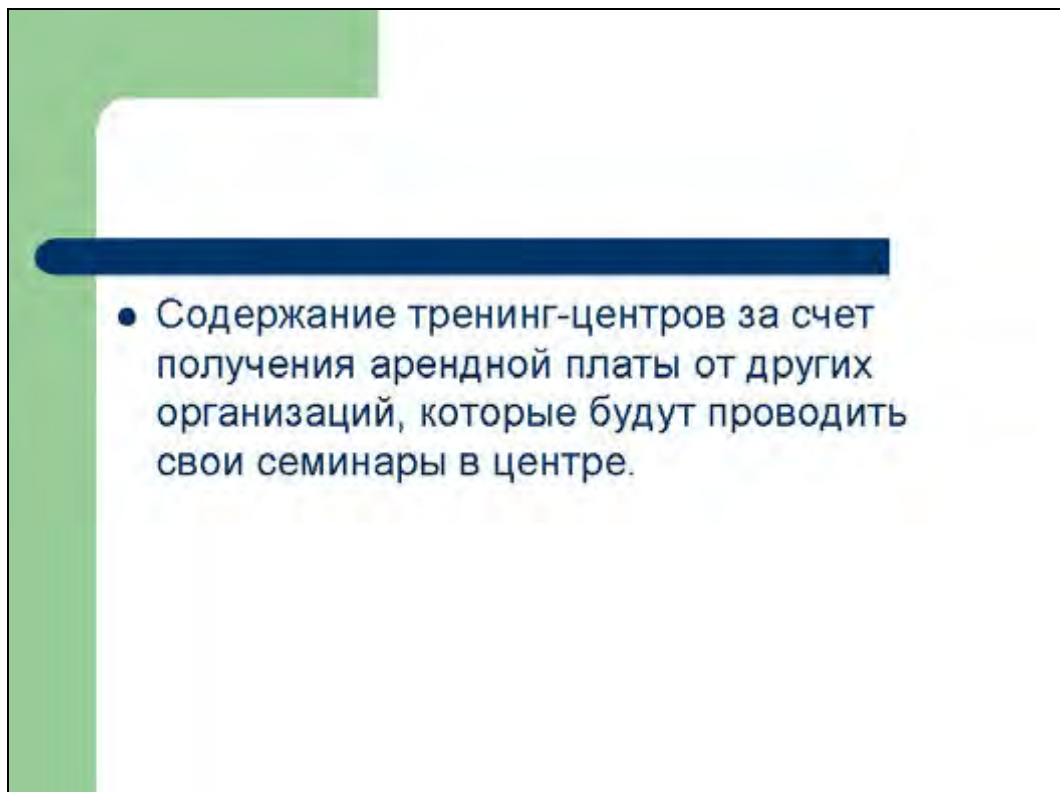 Содержание тренинг-центров за счет
получения арендной платы от других
организаций, которые будут проводить
свои семинары в центре.